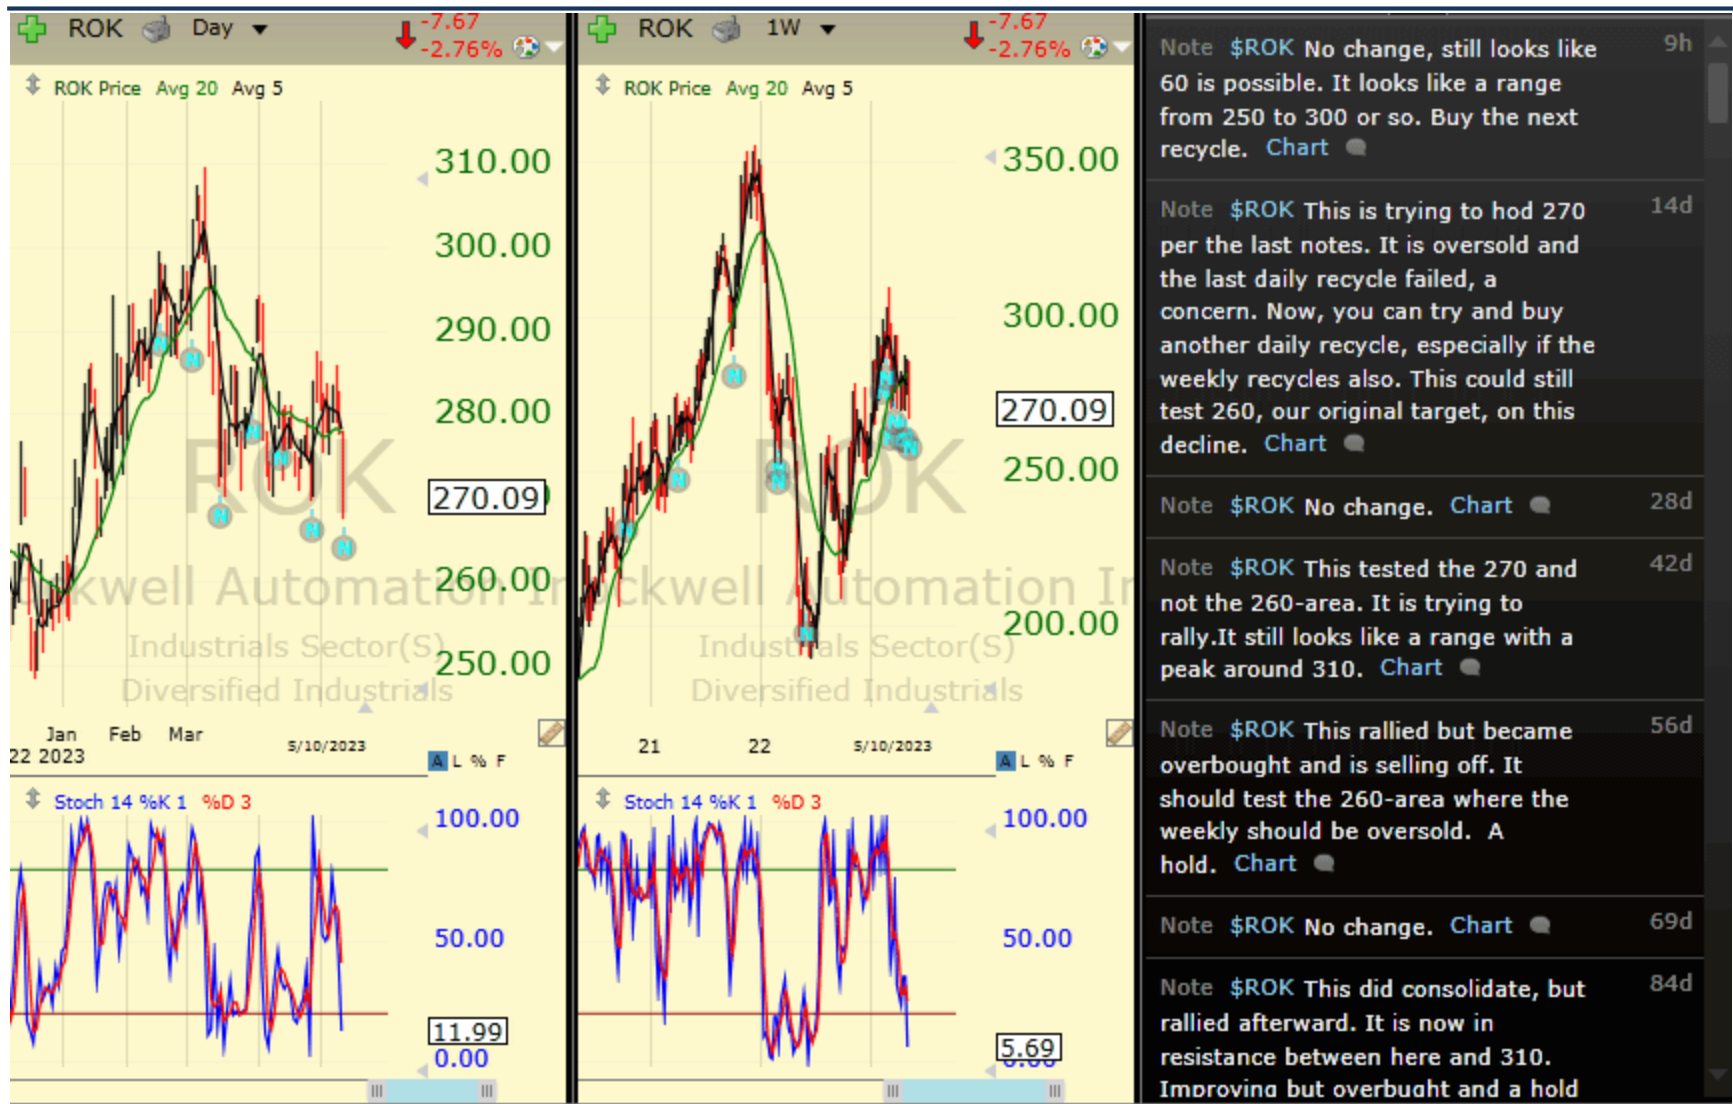 ROK Day -7.67
-2.76%
ROK Price Avg 20 Avg 5
310.00
300.00
290.00
280.00
270.09
260.00
250.00
ROK
ckwell Automation In
Industrials Sector(S)
Diversified Industrials
Jan Feb Mar
22 2023 5/10/2023
A L % F
Stoch 14 %K 1 %D 3
100.00
50.00
11.99
0.00
ROK 1W -7.67
-2.76%
ROK Price Avg 20 Avg 5
350.00
300.00
270.09
250.00
200.00
ROK
ckwell Automation In
Industrials Sector(S)
Diversified Industrials
21 22 5/10/2023
A L % F
Stoch 14 %K 1 %D 3
100.00
50.00
5.69
0.00
Note $ROK No change, still looks like 9h
60 is possible. It looks like a range
from 250 to 300 or so. Buy the next
recycle. Chart
Note $ROK This is trying to hod 270 14d
per the last notes. It is oversold and
the last daily recycle failed, a
concern. Now, you can try and buy
another daily recycle, especially if the
weekly recycles also. This could still
test 260, our original target, on this
decline. Chart
Note $ROK No change. Chart 28d
Note $ROK This tested the 270 and 42d
not the 260-area. It is trying to
rally.It still looks like a range with a
peak around 310. Chart
Note $ROK This rallied but became 56d
overbought and is selling off. It
should test the 260-area where the
weekly should be oversold. A
hold. Chart
Note $ROK No change. Chart 69d
Note $ROK This did consolidate, but 84d
rallied afterward. It is now in
resistance between here and 310.
Improving but overbught and a hold